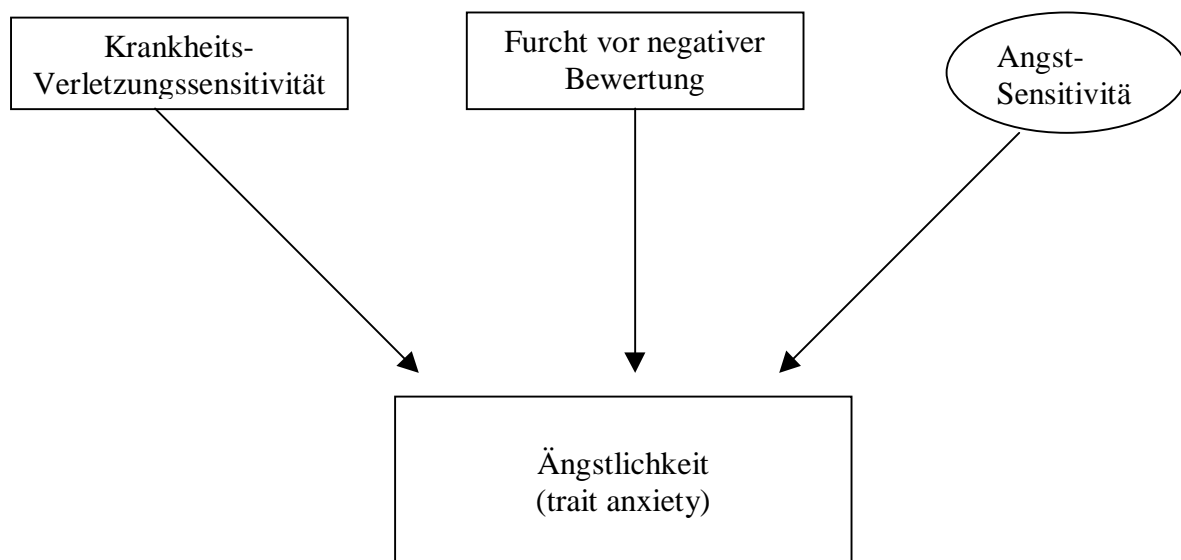 Krankheits-
Verletzungssensitivität
Furcht vor negativer
Bewertung
Angst-
Sensitivitä
Ängstlichkeit
(trait anxiety)